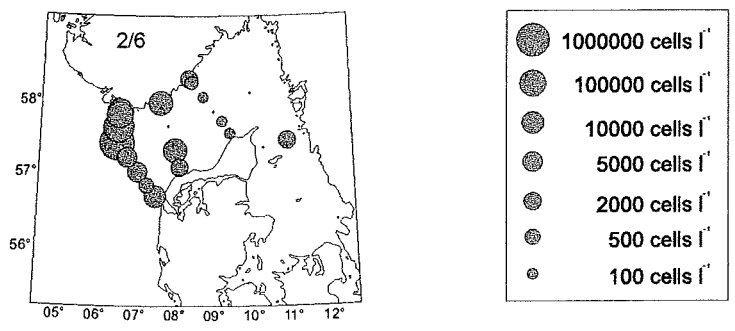 2/6
58°
57°
56°
05° 06° 07° 08° 09° 10° 11° 12°
1000000 cells l⁻¹
100000 cells l⁻¹
10000 cells l⁻¹
5000 cells l⁻¹
2000 cells l⁻¹
500 cells l⁻¹
100 cells l⁻¹